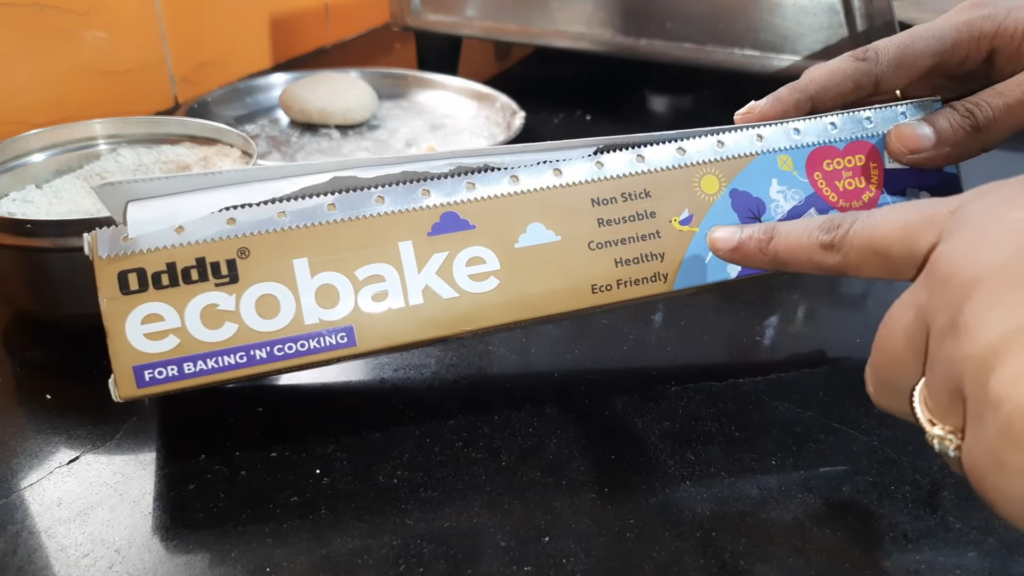 Oddy®
ecobake
FOR BAKING 'N' COOKING
Non Stick
Reusable
Convenient
Healthy
Eco Friendly
GOOD
for
YOU
GOOD for the PLANET